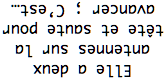 Elle a deux
antennes sur la
tête et saute pour
avancer ; C'est...